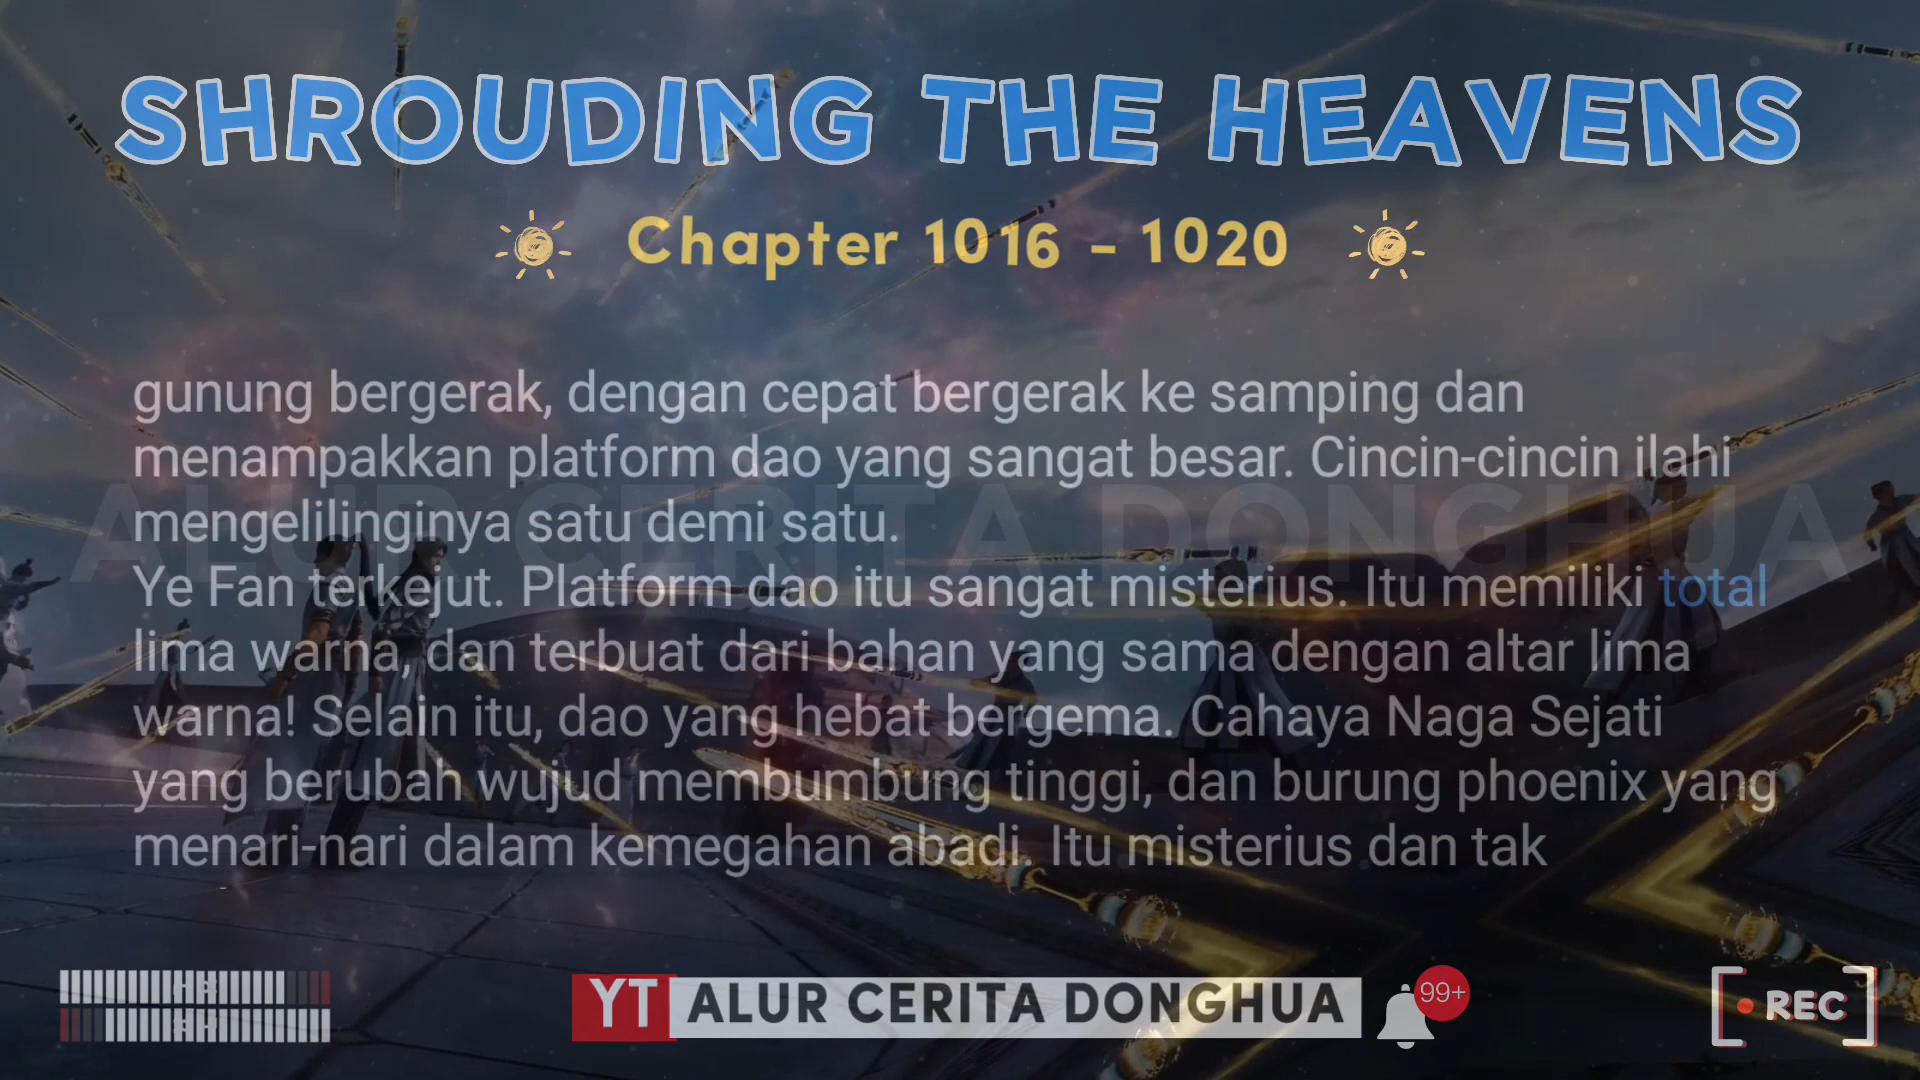 SHROUDING THE HEAVENS
Chapter 1016 - 1020
gunung bergerak, dengan cepat bergerak ke samping dan
menampakkan platform dao yang sangat besar. Cincin-cincin ilahi
mengelilinginya satu demi satu.
Ye Fan terkejut. Platform dao itu sangat misterius. Itu memiliki total
lima warna, dan terbuat dari bahan yang sama dengan altar lima
warna! Selain itu, dao yang hebat bergema. Cahaya Naga Sejati
yang berubah wujud membumbung tinggi, dan burung phoenix yang
menari-nari dalam kemegahan abadi. Itu misterius dan tak
ALUR CERITA DONGHUA
YT ALUR CERITA DONGHUA
99+
REC